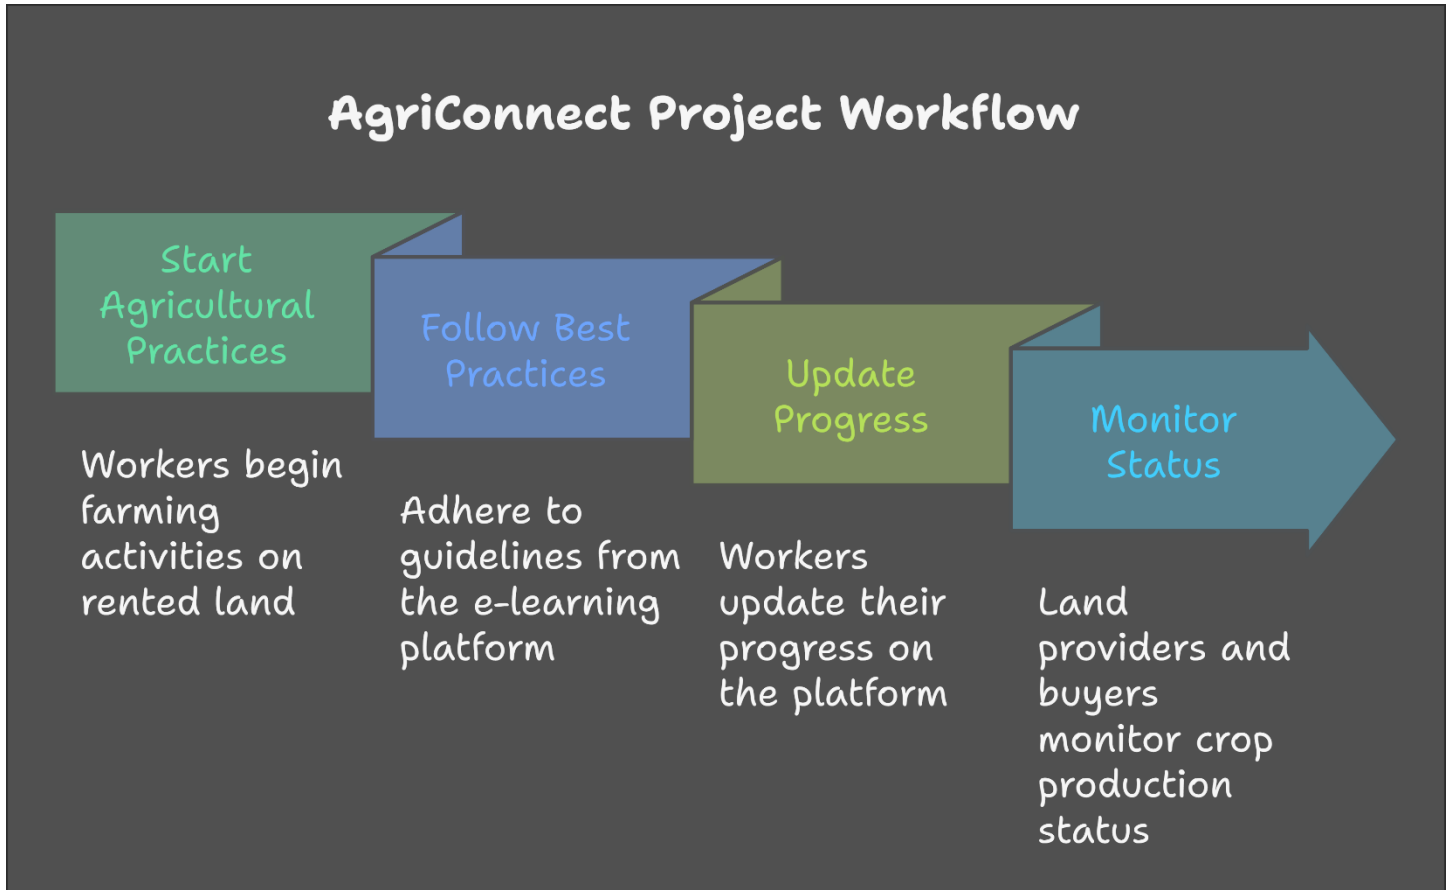 AgriConnect Project Workflow
Start
Agricultural
Practices
Workers begin
farming
activities on
rented land
Follow Best
Practices
Adhere to
guidelines from
the e-learning
platform
Update
Progress
Workers
update their
progress on
the platform
Monitor
Status
Land
providers and
buyers
monitor crop
production
status